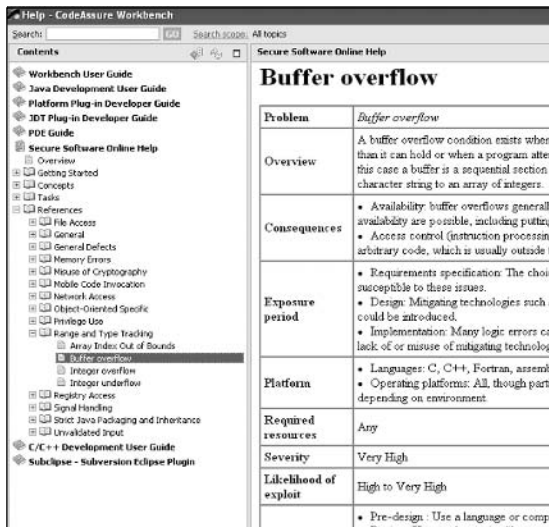 Help - CodeAssure Workbench
Search: GO Search scope: All topics
Contents
Workbench User Guide
Java Development User Guide
Platform Plug-in Developer Guide
JDT Plug-in Developer Guide
PDE Guide
Secure Software Online Help
Overview
Getting Started
Concepts
Tasks
References
File Access
General
General Defects
Memory Errors
Misuse of Cryptography
Mobile Code Invocation
Network Access
Object-Oriented Specific
Privilege Use
Range and Type Tracking
Array Index Out of Bounds
Buffer overflow
Integer overflow
Integer underflow
Registry Access
Signal Handling
Strict Java Packaging and Inheritance
Unvalidated Input
C/C++ Development User Guide
Subclipse - Subversion Eclipse Plugin
Secure Software Online Help
Buffer overflow
Problem
Buffer overflow
Overview
A buffer overflow condition exists when
than it can hold or when a program atte
this case a buffer is a sequential section
character string to an array of integers.
Consequences
• Availability: buffer overflows generall
availability are possible, including putting
• Access control (instruction processin
arbitrary code, which is usually outside
Exposure
period
• Requirements specification: The choi
susceptible to these issues.
• Design: Mitigating technologies such
could be introduced.
• Implementation: Many logic errors ca
lack of or misuse of mitigating technolog
Platform
• Languages: C, C++, Fortran, assemb
• Operating platforms: All, though part
depending on environment.
Required
resources
Any
Severity
Very High
Likelihood of
exploit
High to Very High
• Pre-design : Use a language or comp